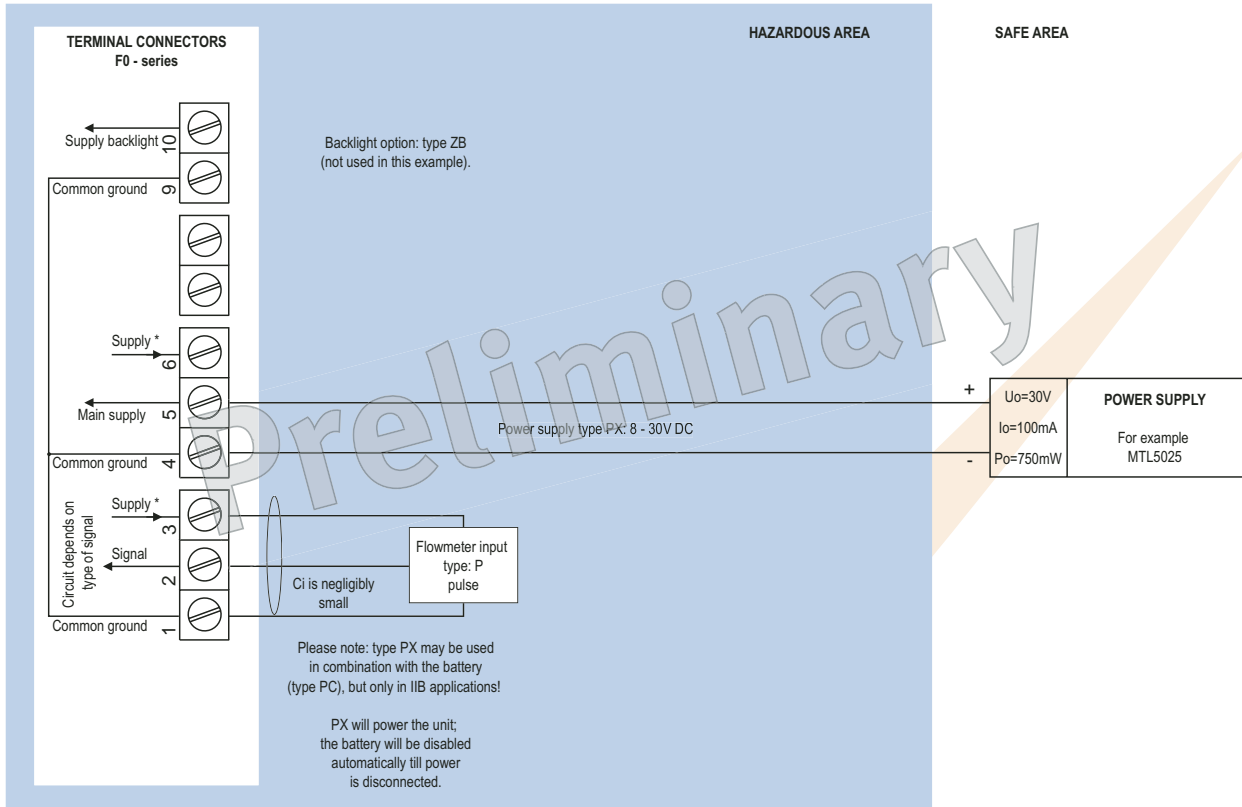 TERMINAL CONNECTORS
F0 - series
HAZARDOUS AREA
SAFE AREA
Supply backlight
10
Common ground
9
Backlight option: type ZB
(not used in this example).
Supply *
6
Main supply
5
Common ground
4
Power supply type PX: 8 - 30V DC
+
-
Uo=30V
Io=100mA
Po=750mW
POWER SUPPLY
For example
MTL5025
Preliminary
Circuit depends on
type of signal
Supply *
3
Signal
2
Common ground
1
Ci is negligibly
small
Flowmeter input
type: P
pulse
Please note: type PX may be used
in combination with the battery
(type PC), but only in IIB applications!
PX will power the unit;
the battery will be disabled
automatically till power
is disconnected.